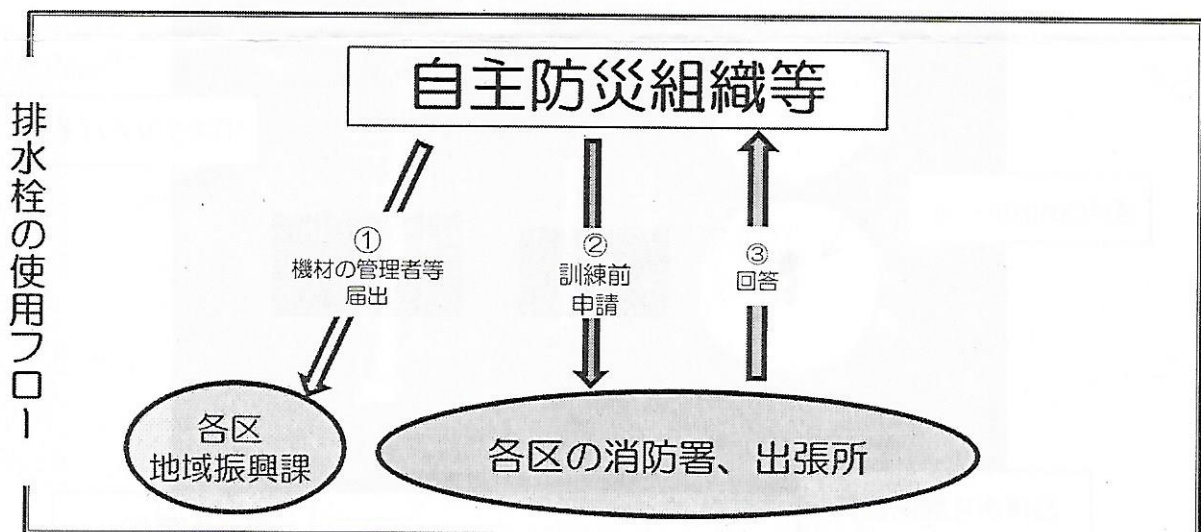 排水栓の使用フロー
自主防災組織等
①
機材の管理者等
届出
②
訓練前
申請
③
回答
各区
地域振興課
各区の消防署、出張所